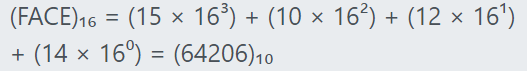 (FACE)₁₆ = (15 × 16³) + (10 × 16²) + (12 × 16¹)
+ (14 × 16⁰) = (64206)₁₀